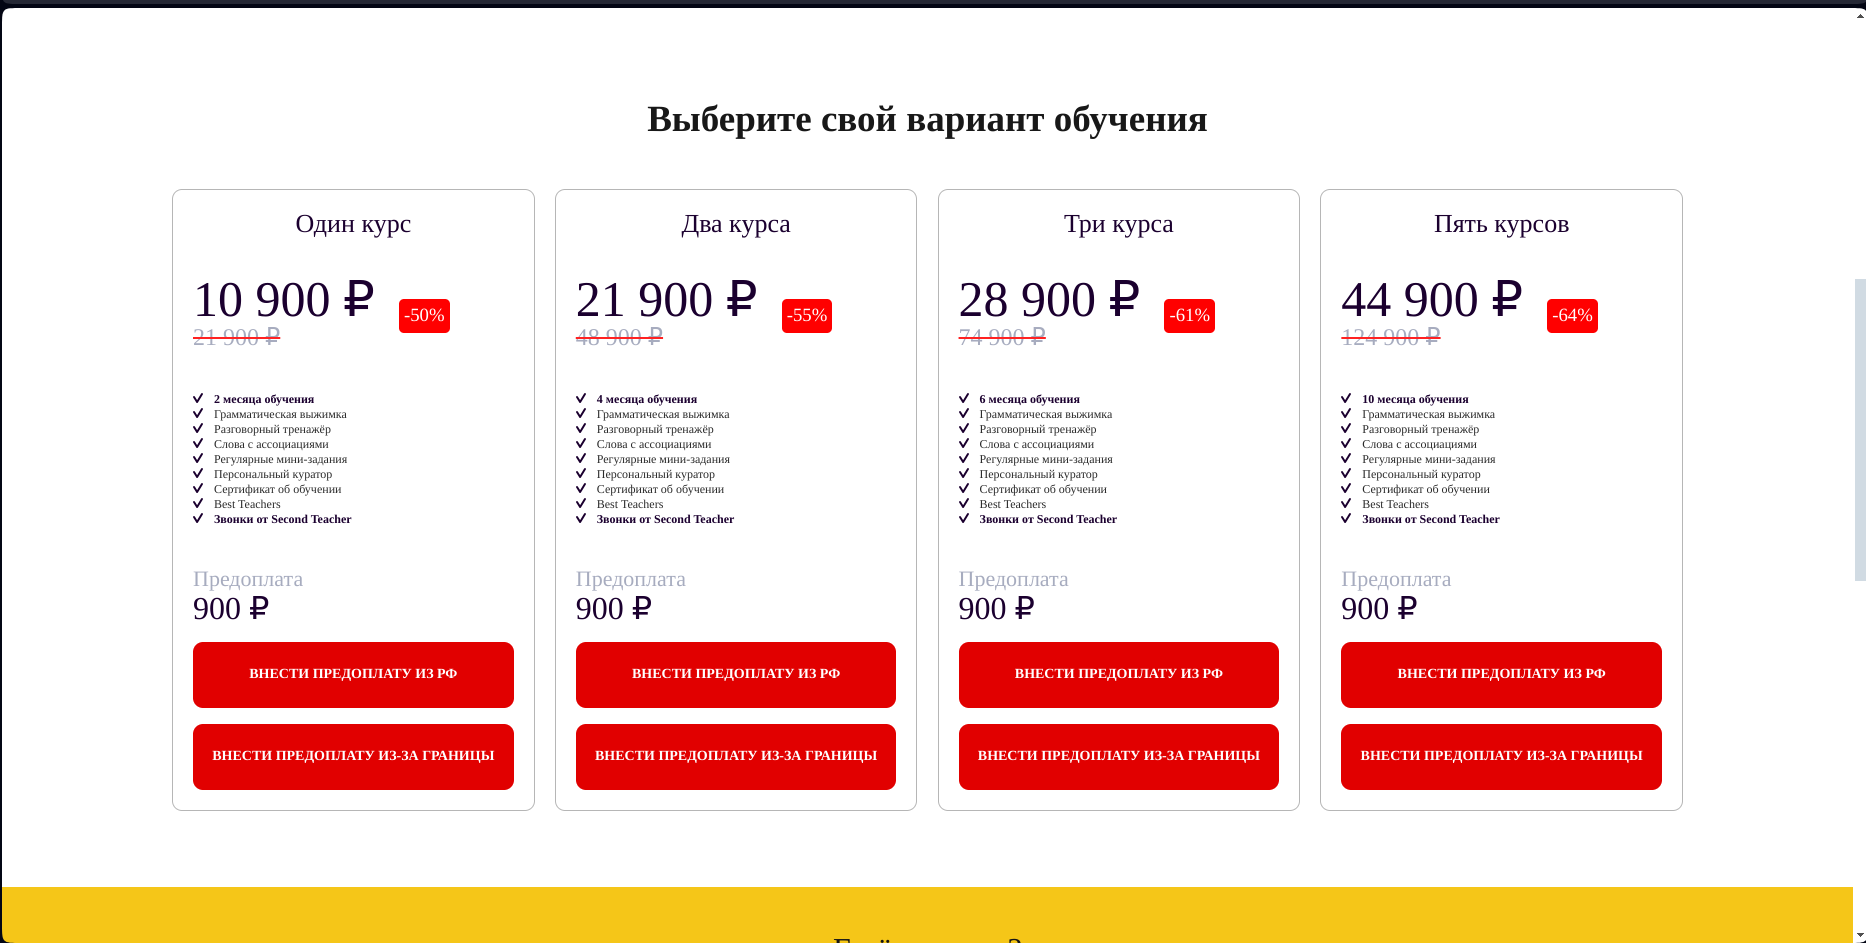 Выберите свой вариант обучения
Один курс
10 900 ₽
-50%
21 900 ₽
2 месяца обучения
Грамматическая выжимка
Разговорный тренажёр
Слова с ассоциациями
Регулярные мини-задания
Персональный куратор
Сертификат об обучении
Best Teachers
Звонки от Second Teacher
Предоплата
900 ₽
ВНЕСТИ ПРЕДОПЛАТУ ИЗ РФ
ВНЕСТИ ПРЕДОПЛАТУ ИЗ-ЗА ГРАНИЦЫ
Два курса
21 900 ₽
-55%
48 900 ₽
4 месяца обучения
Грамматическая выжимка
Разговорный тренажёр
Слова с ассоциациями
Регулярные мини-задания
Персональный куратор
Сертификат об обучении
Best Teachers
Звонки от Second Teacher
Предоплата
900 ₽
ВНЕСТИ ПРЕДОПЛАТУ ИЗ РФ
ВНЕСТИ ПРЕДОПЛАТУ ИЗ-ЗА ГРАНИЦЫ
Три курса
28 900 ₽
-61%
74 900 ₽
6 месяца обучения
Грамматическая выжимка
Разговорный тренажёр
Слова с ассоциациями
Регулярные мини-задания
Персональный куратор
Сертификат об обучении
Best Teachers
Звонки от Second Teacher
Предоплата
900 ₽
ВНЕСТИ ПРЕДОПЛАТУ ИЗ РФ
ВНЕСТИ ПРЕДОПЛАТУ ИЗ-ЗА ГРАНИЦЫ
Пять курсов
44 900 ₽
-64%
124 900 ₽
10 месяца обучения
Грамматическая выжимка
Разговорный тренажёр
Слова с ассоциациями
Регулярные мини-задания
Персональный куратор
Сертификат об обучении
Best Teachers
Звонки от Second Teacher
Предоплата
900 ₽
ВНЕСТИ ПРЕДОПЛАТУ ИЗ РФ
ВНЕСТИ ПРЕДОПЛАТУ ИЗ-ЗА ГРАНИЦЫ